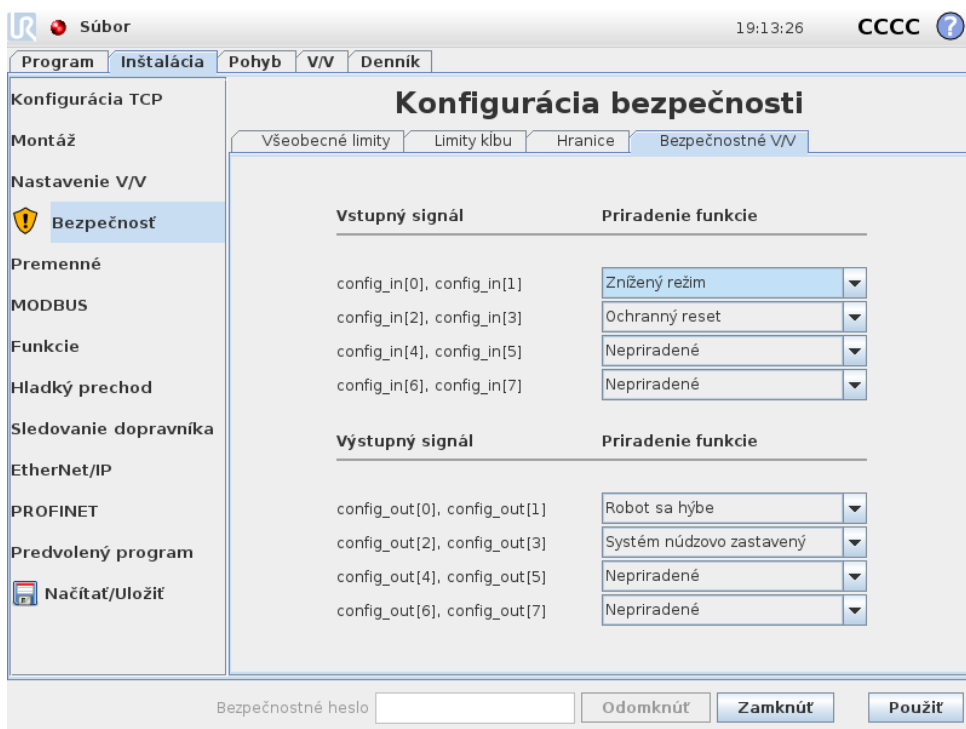 UR Súbor 19:13:26 CCCC ?
Program Inštalácia Pohyb V/V Denník
Konfigurácia TCP
Montáž
Nastavenie V/V
Bezpečnosť
Premenné
MODBUS
Funkcie
Hladký prechod
Sledovanie dopravníka
EtherNet/IP
PROFINET
Predvolený program
Načítať/Uložiť
Konfigurácia bezpečnosti
Všeobecné limity Limity kĺbu Hranice Bezpečnostné V/V
Vstupný signál Priradenie funkcie
config_in[0], config_in[1] Znížený režim
config_in[2], config_in[3] Ochranný reset
config_in[4], config_in[5] Nepriradené
config_in[6], config_in[7] Nepriradené
Výstupný signál Priradenie funkcie
config_out[0], config_out[1] Robot sa hýbe
config_out[2], config_out[3] Systém núdzovo zastavený
config_out[4], config_out[5] Nepriradené
config_out[6], config_out[7] Nepriradené
Bezpečnostné heslo Odomknúť Zamknúť Použiť